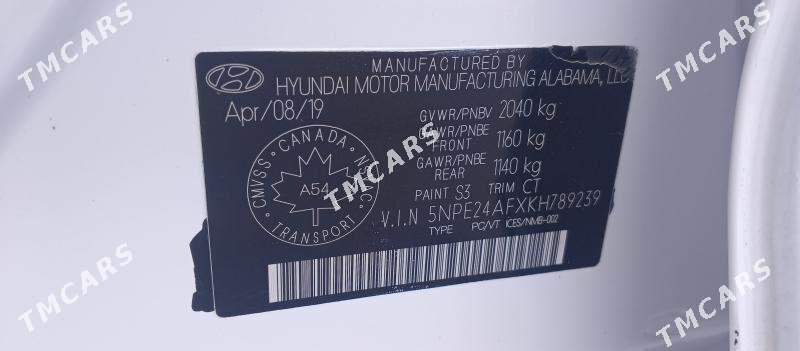 MANUFACTURED BY
HYUNDAI MOTOR MANUFACTURING ALABAMA, LLC
Apr/08/19
GVWR/PNBV 2040 kg
GAWR/PNBE
FRONT 1160 kg
GAWR/PNBE
REAR 1140 kg
PAINT S3 TRIM CT
V.I.N 5NPE24AFXKH789239
TYPE PC/VT ICES/NMB-002
CANADA
CMVSS
A54
TRANSPORT
TMCARS
TMCARS
TMCARS
TMCARS
TMCARS
TMCARS
TMCARS